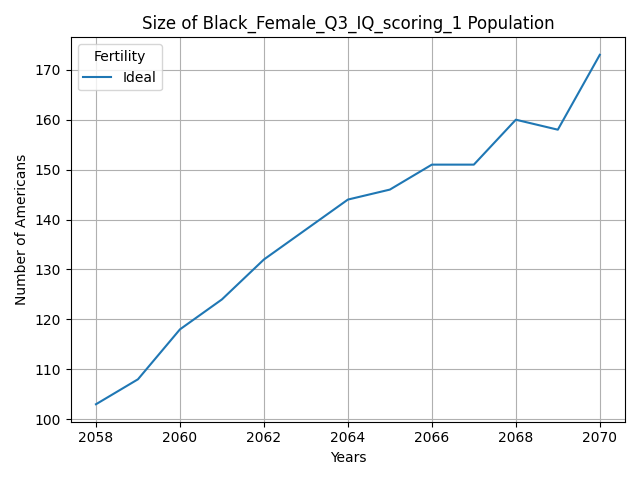 Size of Black_Female_Q3_IQ_scoring_1 Population
Fertility
Ideal
Number of Americans
170
160
150
140
130
120
110
100
2058 2060 2062 2064 2066 2068 2070
Years